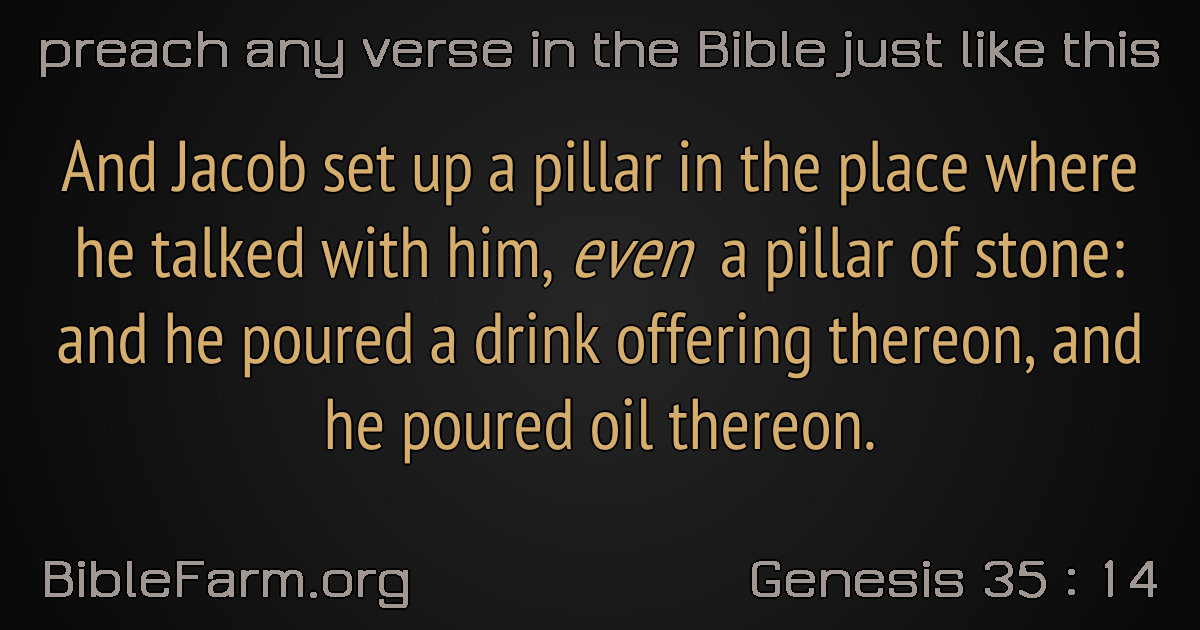 preach any verse in the Bible just like this
And Jacob set up a pillar in the place where
he talked with him, even a pillar of stone:
and he poured a drink offering thereon, and
he poured oil thereon.
BibleFarm.org
Genesis 35 : 14